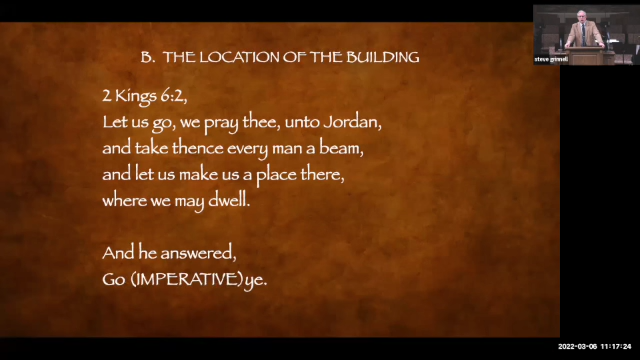 B. THE LOCATION OF THE BUILDING
2 Kings 6:2,
Let us go, we pray thee, unto Jordan,
and take thence every man a beam,
and let us make us a place there,
where we may dwell.
And he answered,
Go (IMPERATIVE) ye.
steve grinnell
2022-03-06 11:17:24